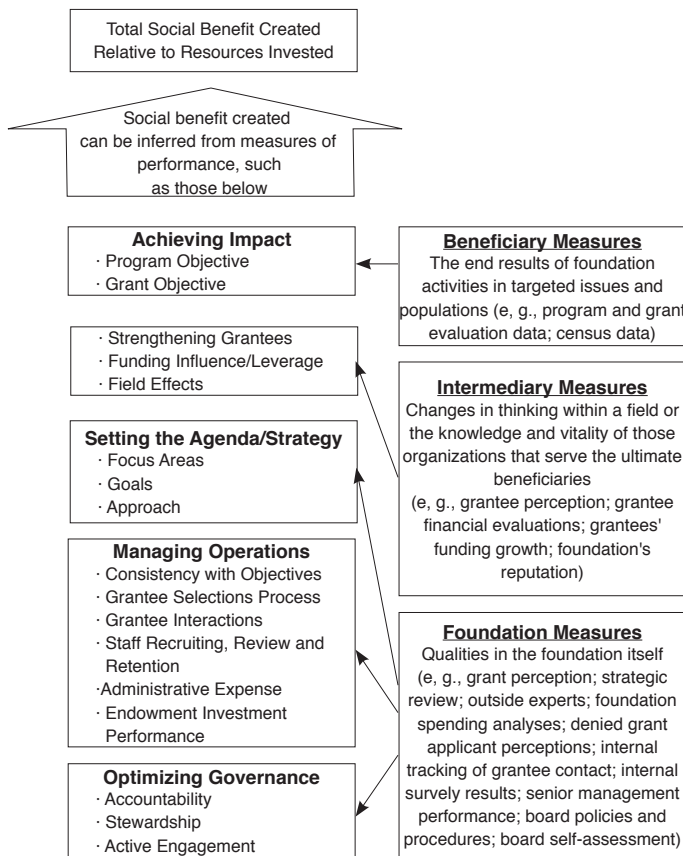 Total Social Benefit Created
Relative to Resources Invested
Social benefit created
can be inferred from measures of
performance, such
as those below
Achieving Impact
· Program Objective
· Grant Objective
· Strengthening Grantees
· Funding Influence/Leverage
· Field Effects
Setting the Agenda/Strategy
· Focus Areas
· Goals
· Approach
Managing Operations
· Consistency with Objectives
· Grantee Selections Process
· Grantee Interactions
· Staff Recruiting, Review and
Retention
·Administrative Expense
· Endowment Investment
Performance
Optimizing Governance
· Accountability
· Stewardship
· Active Engagement
Beneficiary Measures
The end results of foundation
activities in targeted issues and
populations (e, g., program and grant
evaluation data; census data)
Intermediary Measures
Changes in thinking within a field or
the knowledge and vitality of those
organizations that serve the ultimate
beneficiaries
(e, g., grantee perception; grantee
financial evaluations; grantees'
funding growth; foundation's
reputation)
Foundation Measures
Qualities in the foundation itself
(e, g., grant perception; strategic
review; outside experts; foundation
spending analyses; denied grant
applicant perceptions; internal
tracking of grantee contact; internal
survely results; senior management
performance; board policies and
procedures; board self-assessment)